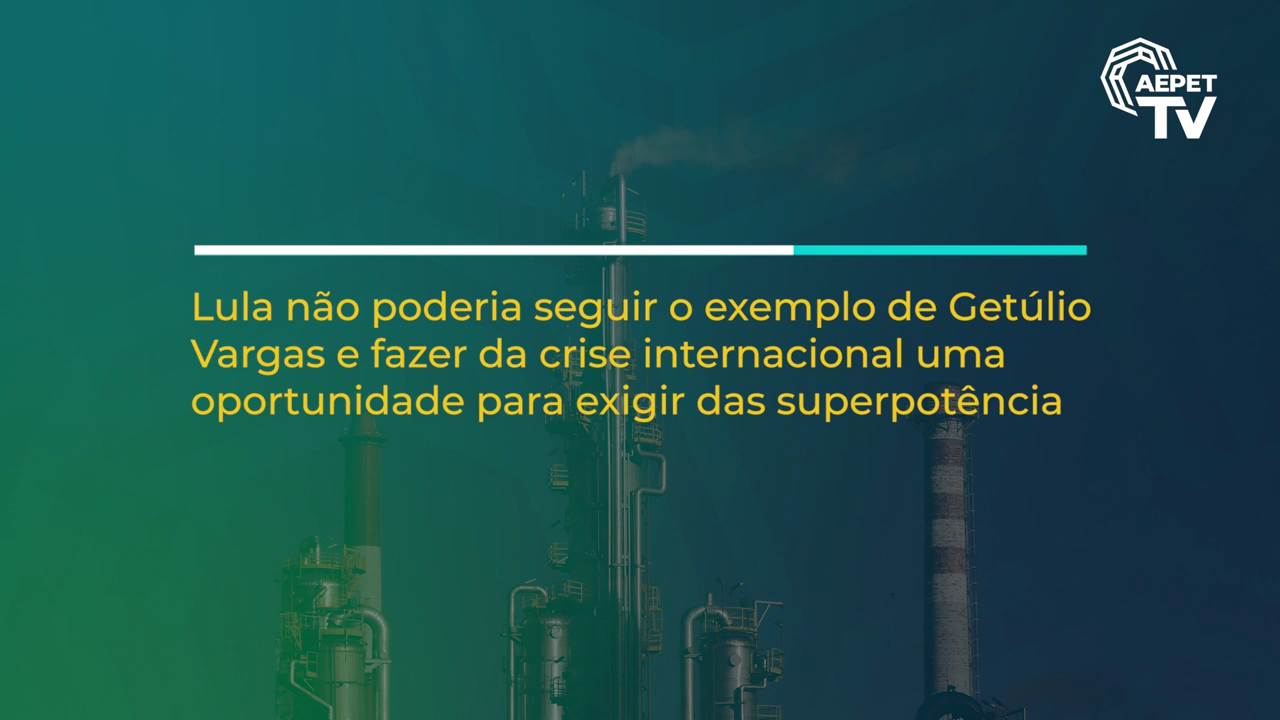 AEPET
TV
Lula não poderia seguir o exemplo de Getúlio
Vargas e fazer da crise internacional uma
oportunidade para exigir das superpotência